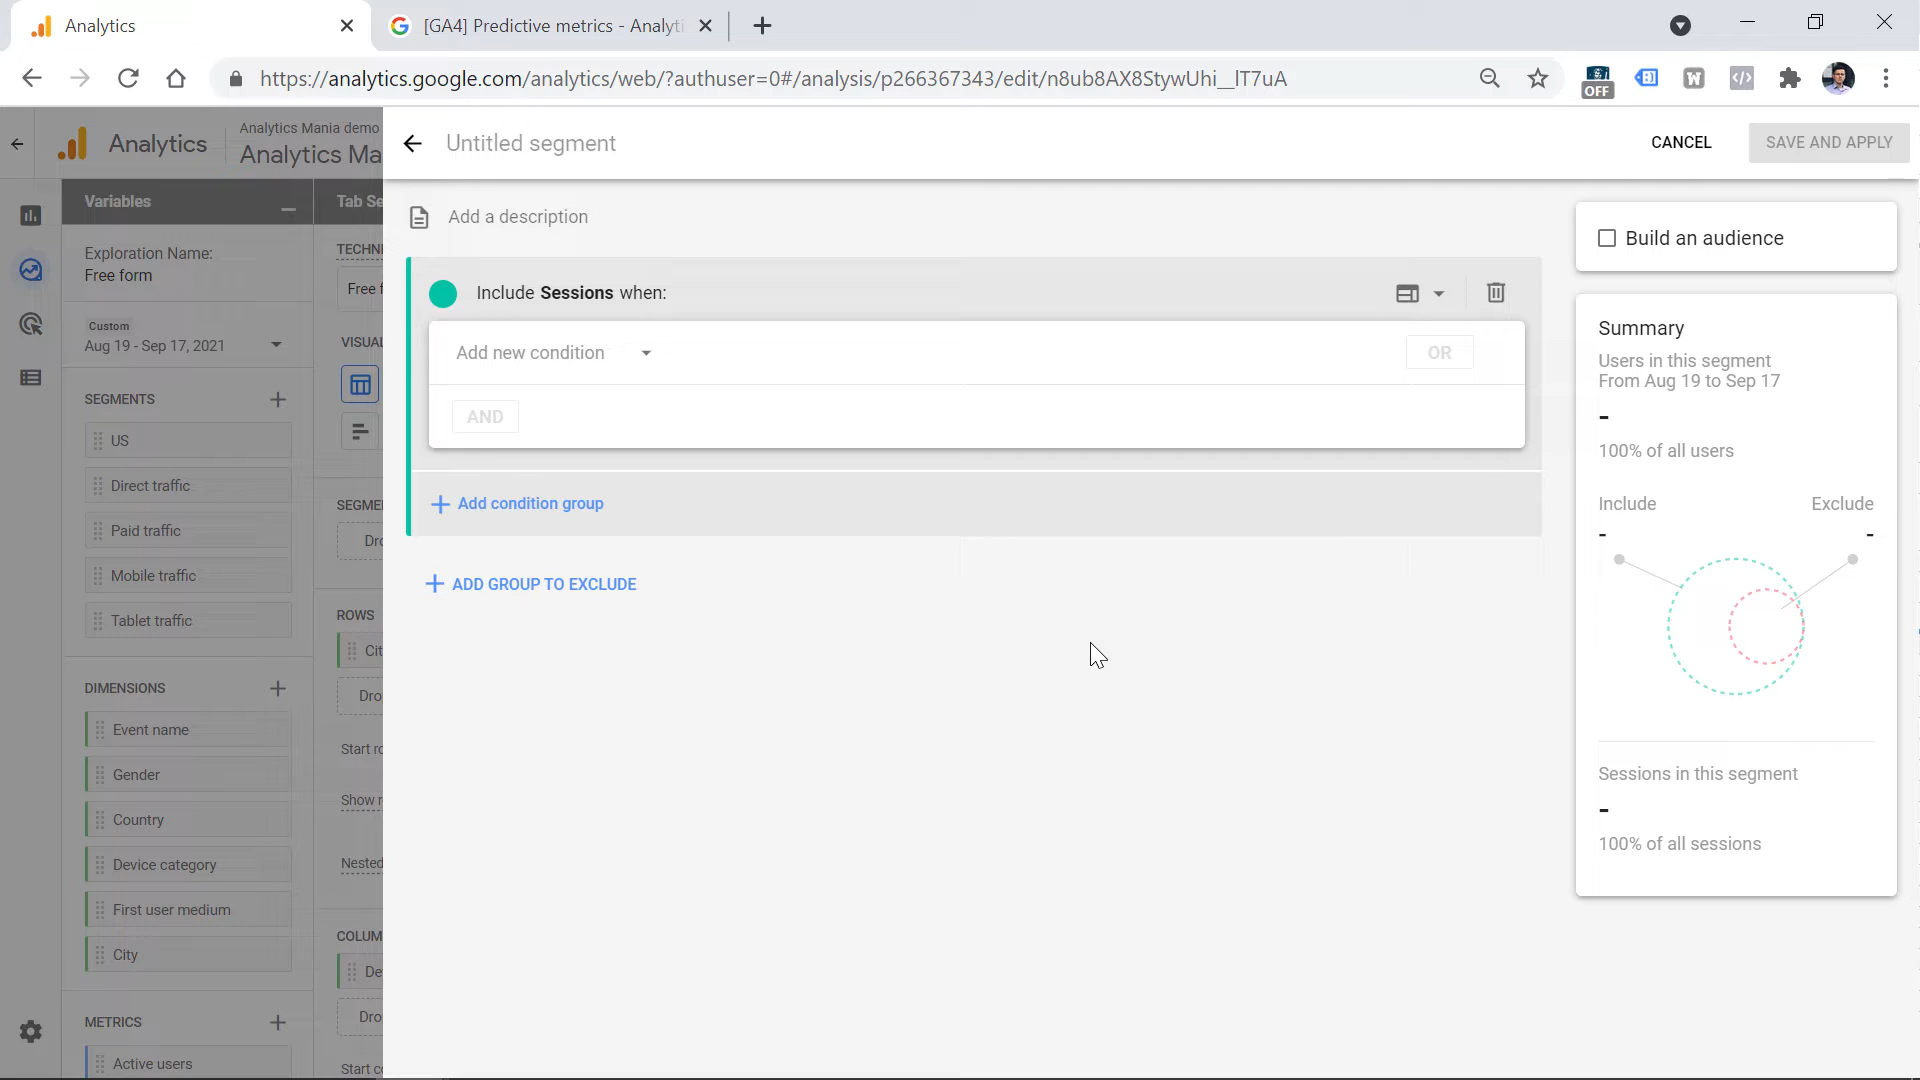 Analytics
[GA4] Predictive metrics - Analyti
https://analytics.google.com/analytics/web/?authuser=0#/analysis/p266367343/edit/n8ub8AX8StywUhi__lT7uA
OFF
W
Analytics
Analytics Mania demo
Analytics Ma
Untitled segment
CANCEL
SAVE AND APPLY
Variables
Exploration Name:
Free form
Custom
Aug 19 - Sep 17, 2021
SEGMENTS
US
Direct traffic
Paid traffic
Mobile traffic
Tablet traffic
DIMENSIONS
Event name
Gender
Country
Device category
First user medium
City
METRICS
Active users
Tab Se
TECHNI
Free f
VISUAL
SEGME
Dro
ROWS
Cit
Dro
Start ro
Show r
Nested
COLUM
De
Dro
Start co
Add a description
Include Sessions when:
Add new condition
OR
AND
Add condition group
ADD GROUP TO EXCLUDE
Build an audience
Summary
Users in this segment
From Aug 19 to Sep 17
-
100% of all users
Include
Exclude
-
-
Sessions in this segment
-
100% of all sessions